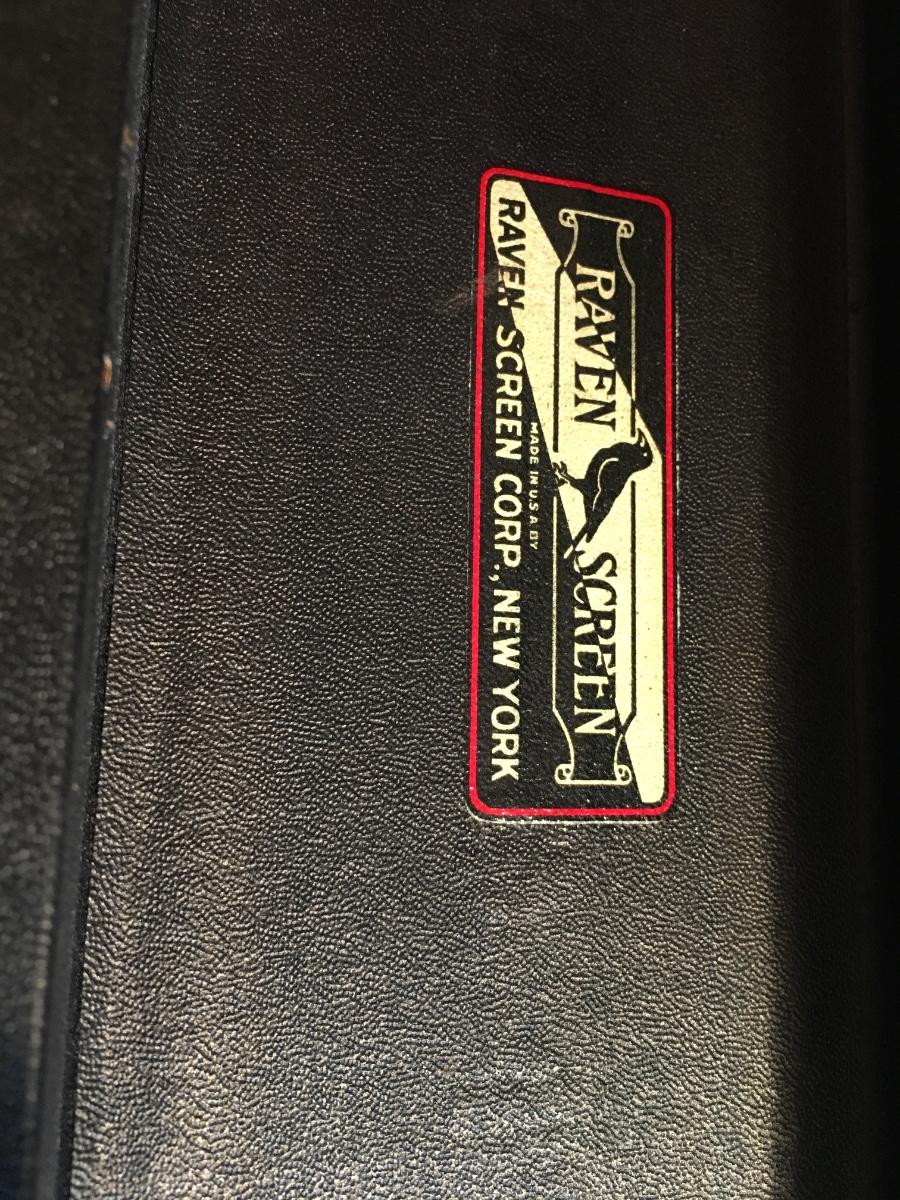 RAVEN SCREEN
MADE IN U.S.A. BY
RAVEN SCREEN CORP., NEW YORK